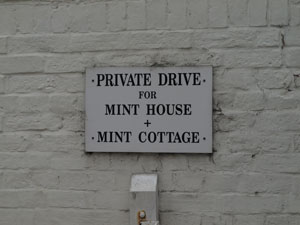 PRIVATE DRIVE
FOR
MINT HOUSE
+
MINT COTTAGE